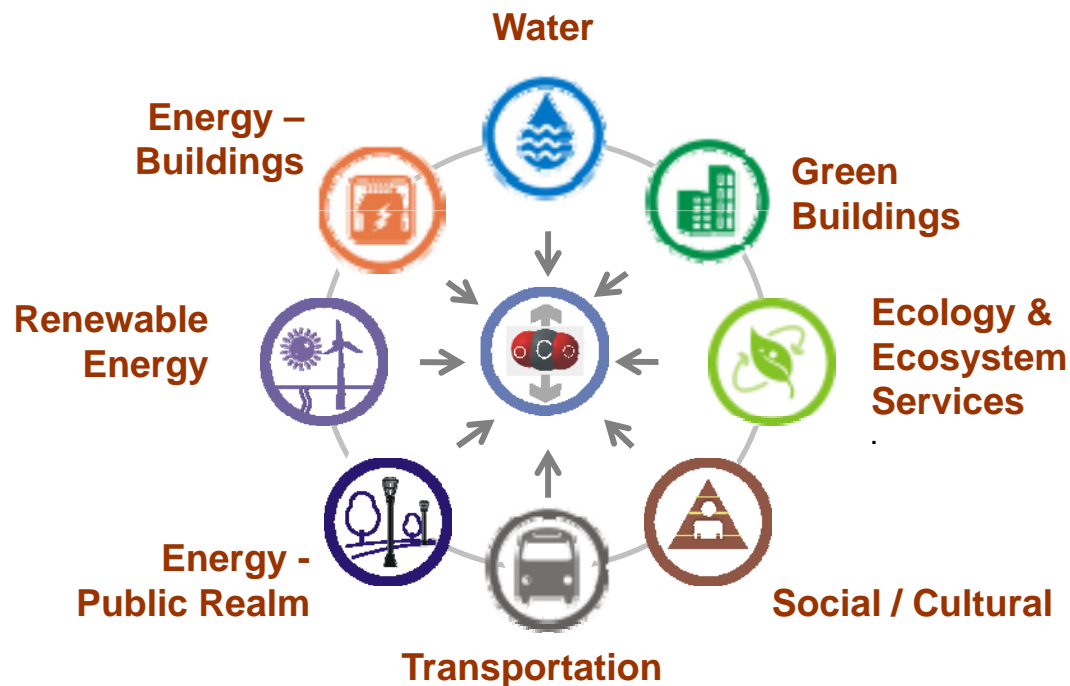 Water
Energy –
Buildings
Green
Buildings
Renewable
Energy
Ecology &
Ecosystem
Services
.
O C O
Energy -
Public Realm
Social / Cultural
Transportation